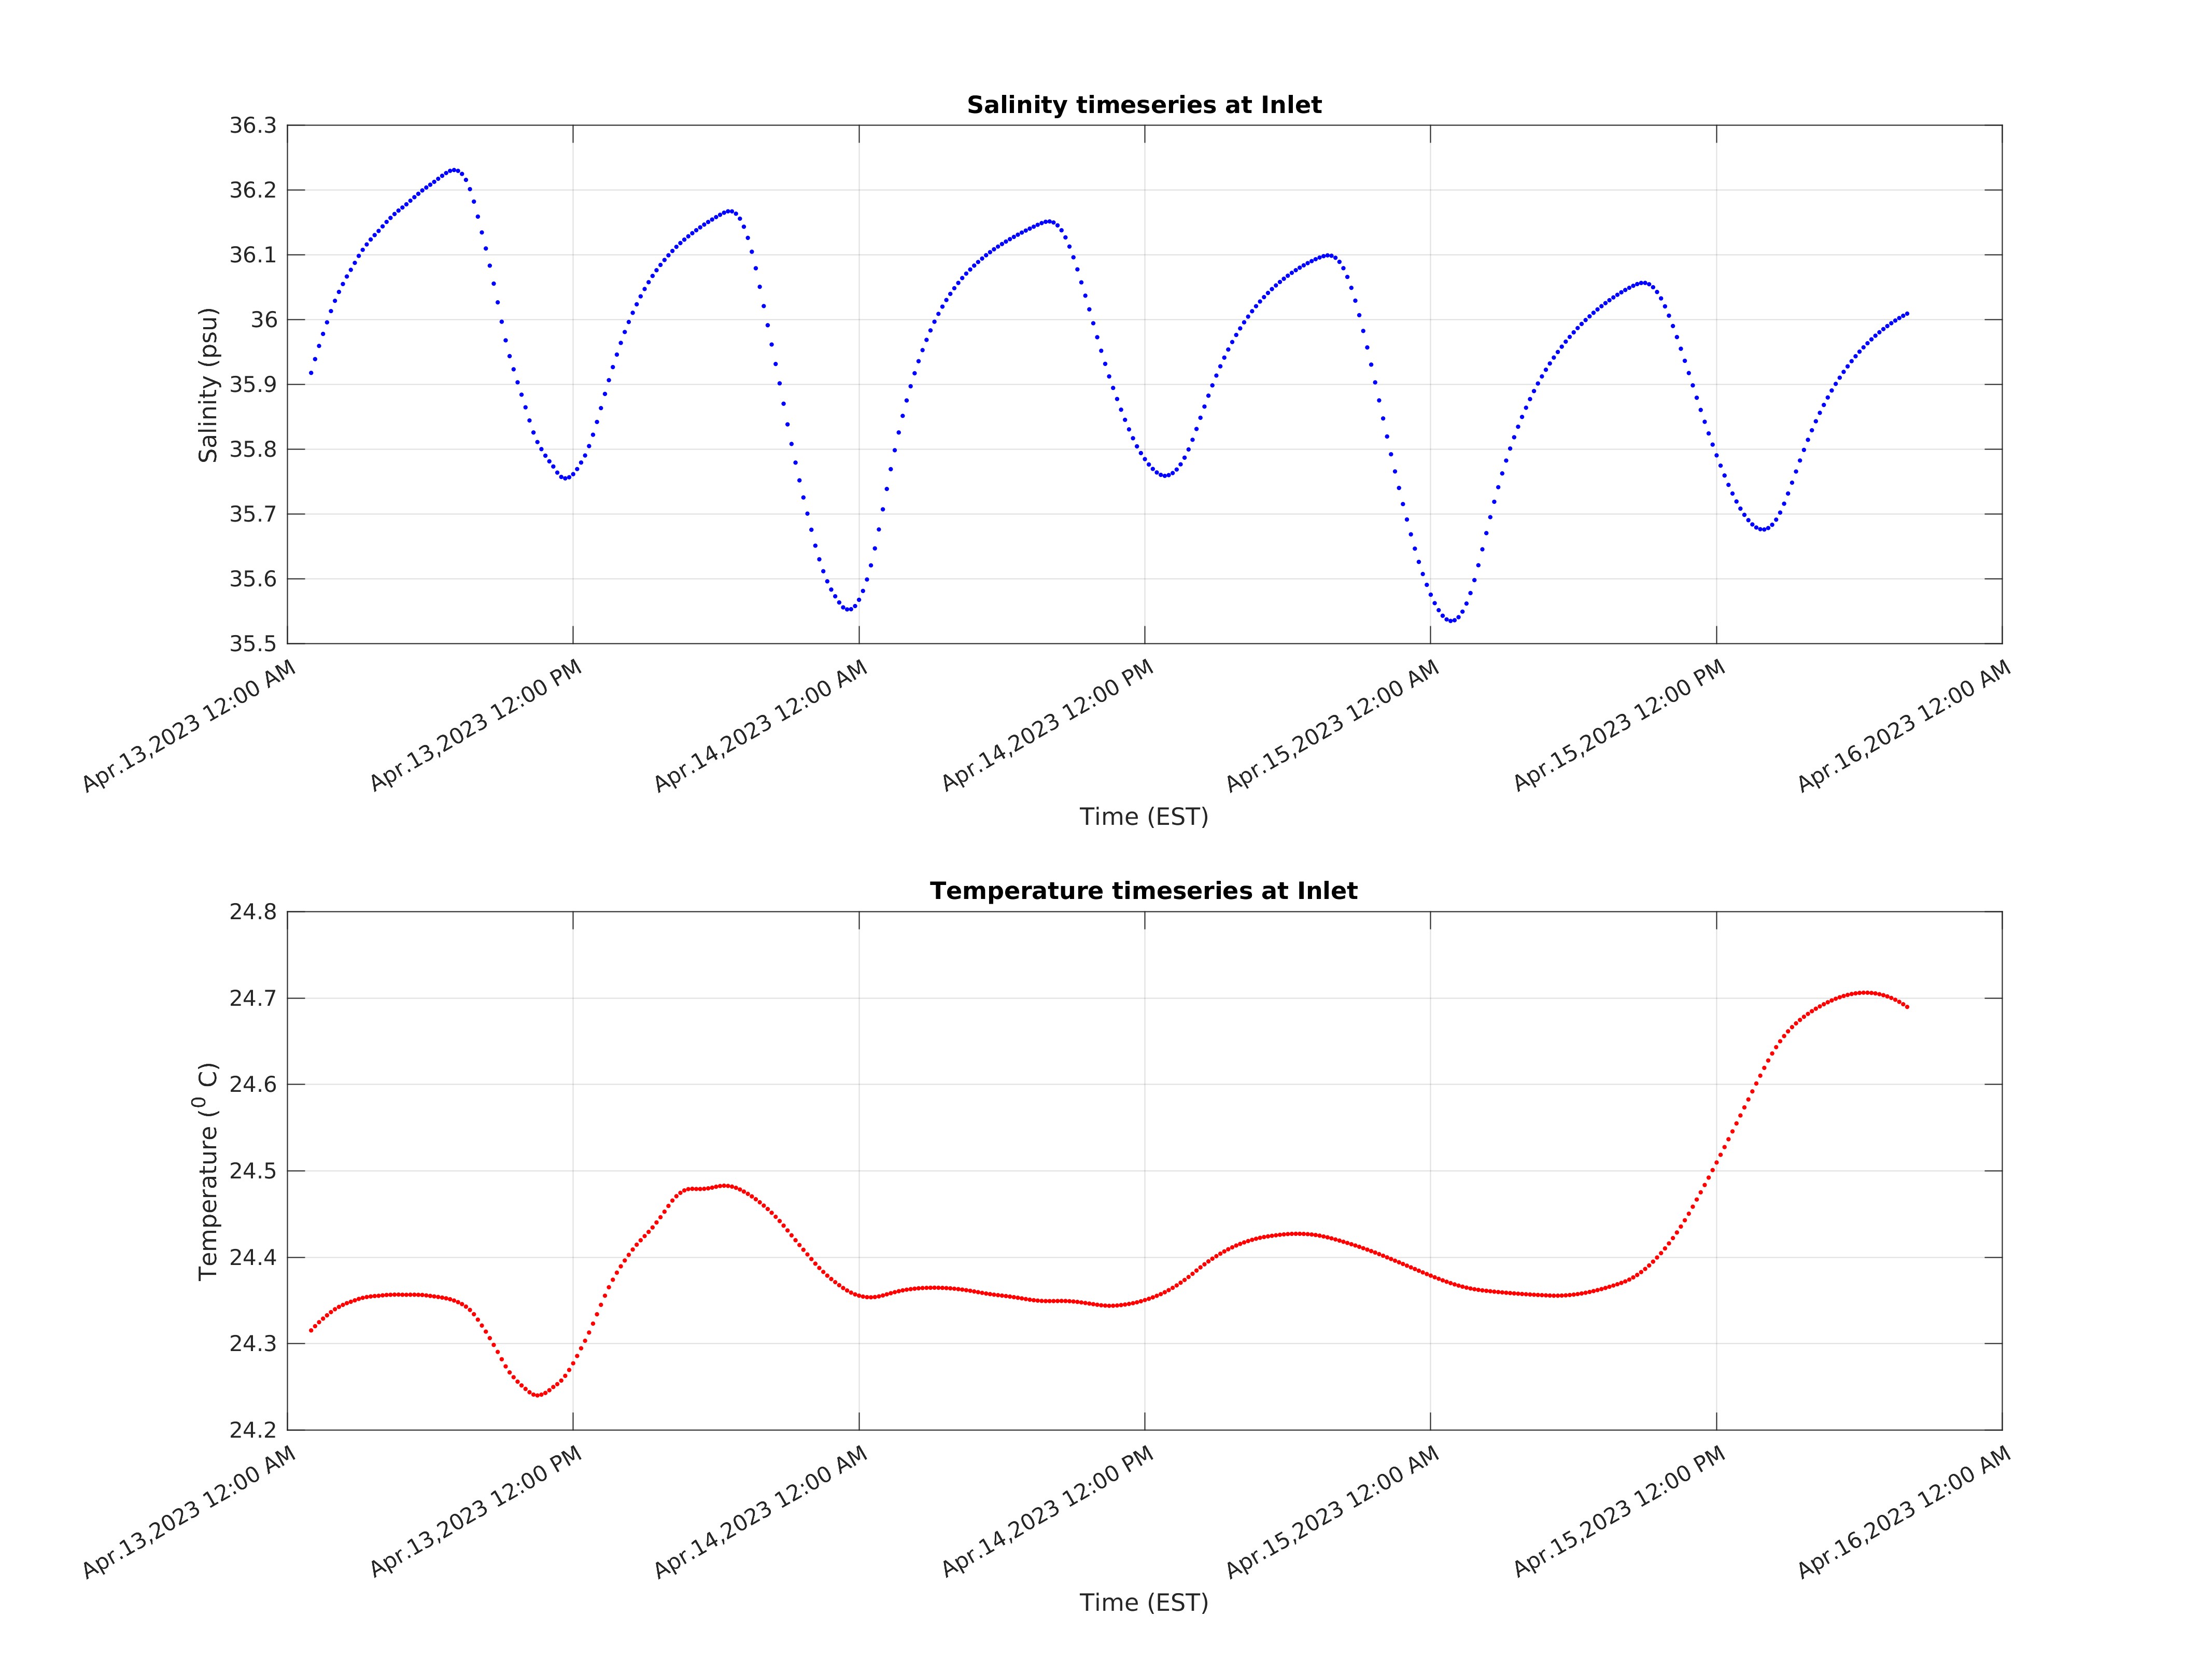 Salinity timeseries at Inlet
36.3
36.2
36.1
36
35.9
35.8
35.7
35.6
35.5
Salinity (psu)
Apr.13,2023 12:00 AM
Apr.13,2023 12:00 PM
Apr.14,2023 12:00 AM
Apr.14,2023 12:00 PM
Apr.15,2023 12:00 AM
Apr.15,2023 12:00 PM
Apr.16,2023 12:00 AM
Time (EST)
Temperature timeseries at Inlet
24.8
24.7
24.6
24.5
24.4
24.3
24.2
Temperature (⁰ C)
Apr.13,2023 12:00 AM
Apr.13,2023 12:00 PM
Apr.14,2023 12:00 AM
Apr.14,2023 12:00 PM
Apr.15,2023 12:00 AM
Apr.15,2023 12:00 PM
Apr.16,2023 12:00 AM
Time (EST)